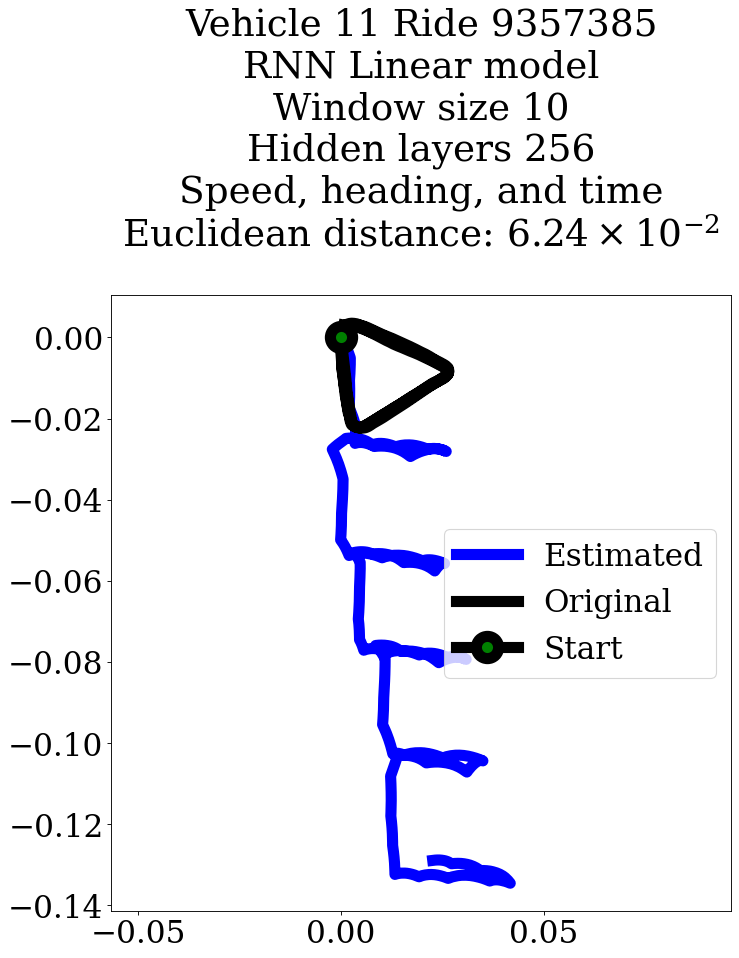 Vehicle 11 Ride 9357385
RNN Linear model
Window size 10
Hidden layers 256
Speed, heading, and time
Euclidean distance: 6.24 × 10⁻²
0.00
−0.02
−0.04
−0.06
−0.08
−0.10
−0.12
−0.14
Estimated
Original
Start
−0.05 0.00 0.05